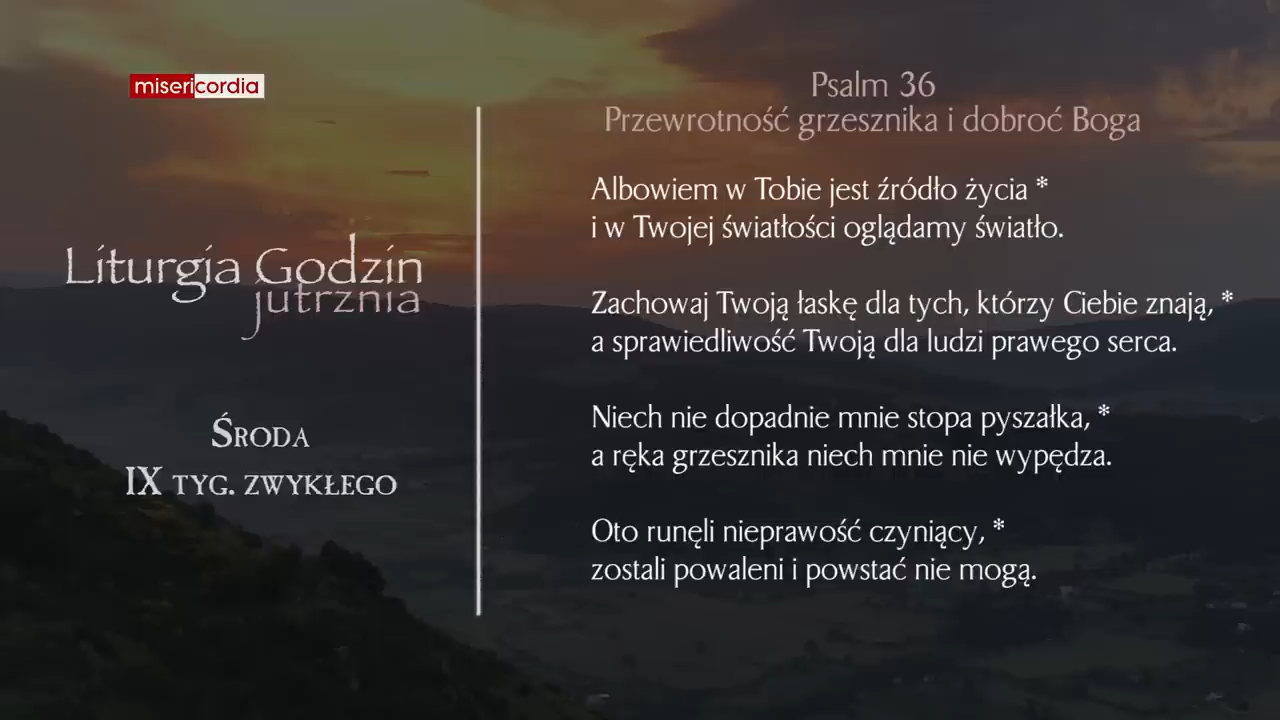 misericordia
Liturgia Godzin
jutrznia
Środa
IX tyg. zwykłego
Psalm 36
Przewrotność grzesznika i dobroć Boga
Albowiem w Tobie jest źródło życia *
i w Twojej światłości oglądamy światło.
Zachowaj Twoją łaskę dla tych, którzy Ciebie znają, *
a sprawiedliwość Twoją dla ludzi prawego serca.
Niech nie dopadnie mnie stopa pyszałka, *
a ręka grzesznika niech mnie nie wypędza.
Oto runęli nieprawość czyniący, *
zostali powaleni i powstać nie mogą.